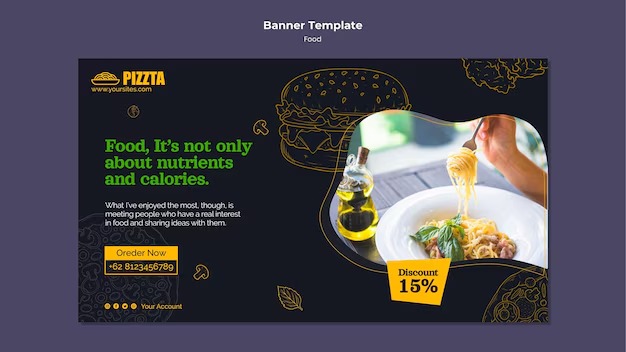 Banner Template
Food
PIZZTA
www.yoursites.com
Food, It's not only
about nutrients
and calories.
What I've enjoyed the most, though, is
meeting people who have a real interest
in food and sharing ideas with them.
Oreder Now
+62 8123456789
Your Account
Discount
15%